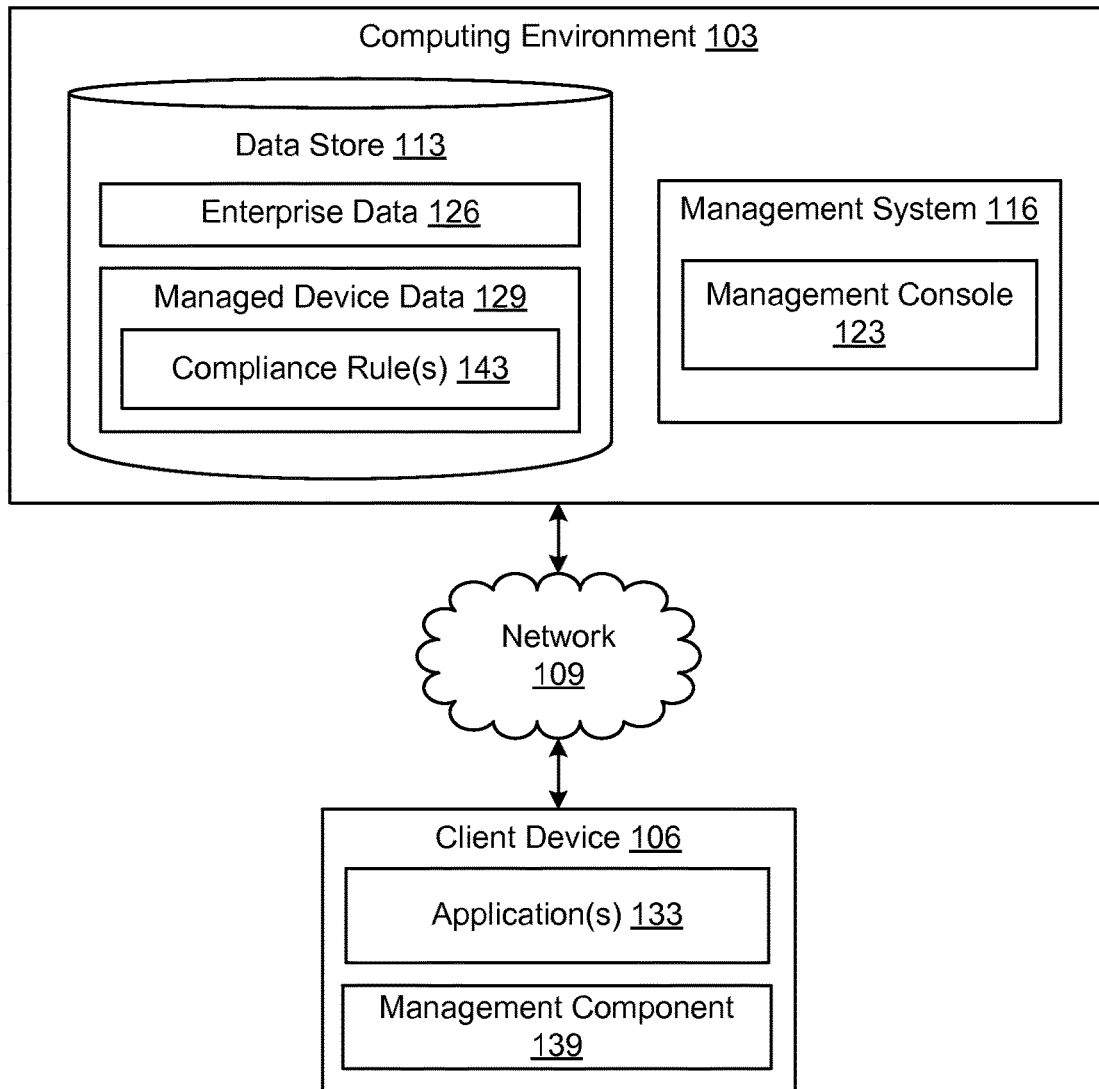 Computing Environment 103
Data Store 113
Enterprise Data 126
Managed Device Data 129
Compliance Rule(s) 143
Management System 116
Management Console
123
Network
109
Client Device 106
Application(s) 133
Management Component
139